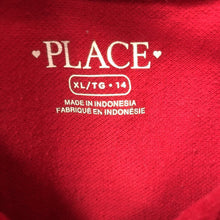 PLACE
XL/TG • 14
MADE IN INDONESIA
FABRIQUÉ EN INDONÉSIE